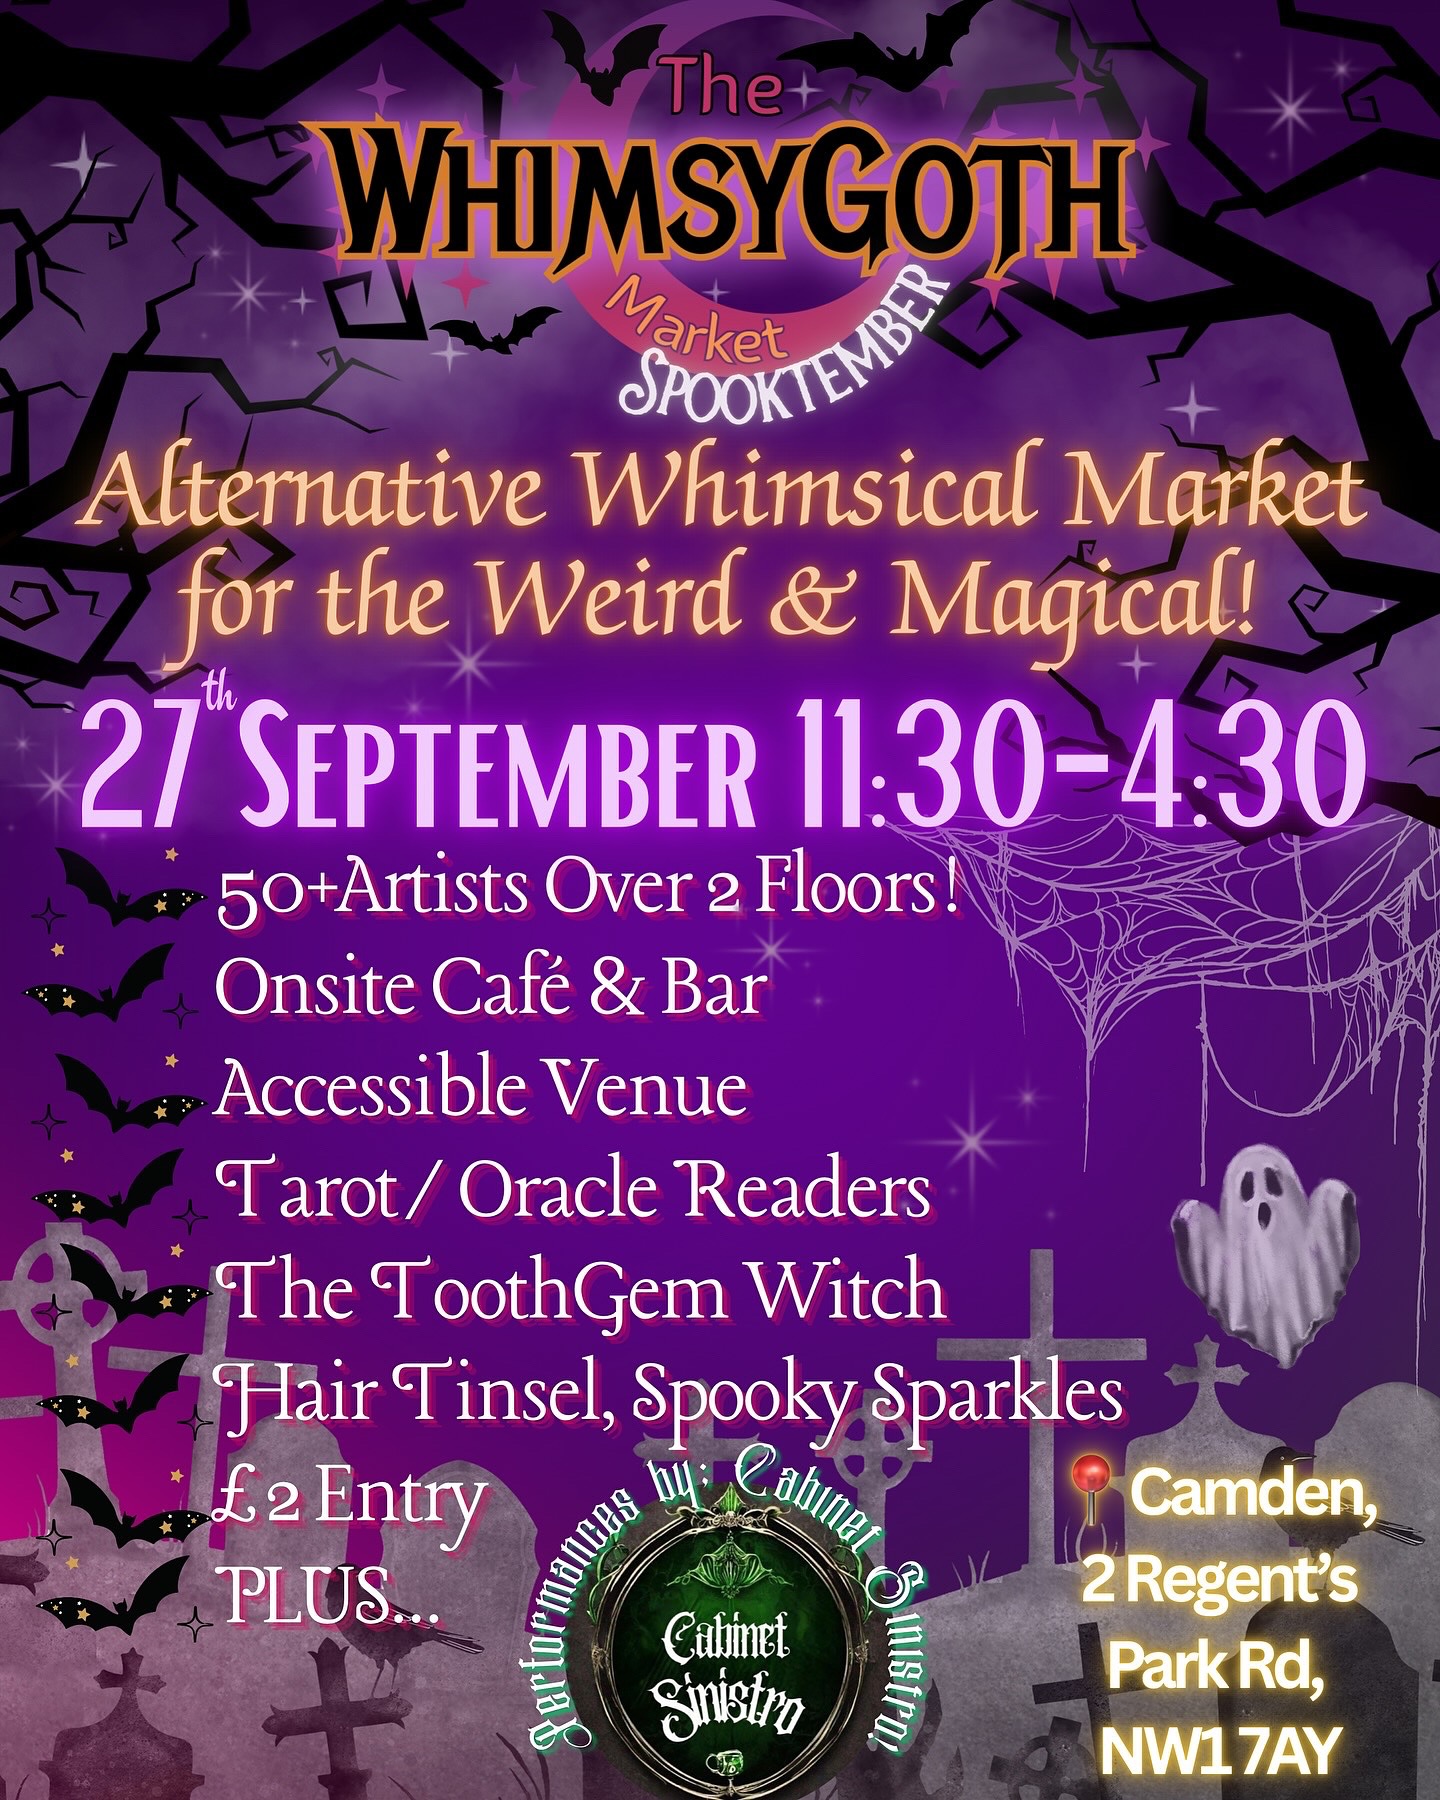 The
WHIMSYGOTH
Market
SPOOKTEMBER
Alternative Whimsical Market
for the Weird & Magical!
27th SEPTEMBER 11:30-4:30
50+Artists Over 2 Floors!
Onsite Café & Bar
Accessible Venue
Tarot/ Oracle Readers
The ToothGem Witch
Hair Tinsel, Spooky Sparkles
£2 Entry
PLUS...
Performances by: Cabinet Sinistro!
Cabinet
Sinistro
📍 Camden,
2 Regent's
Park Rd,
NW1 7AY